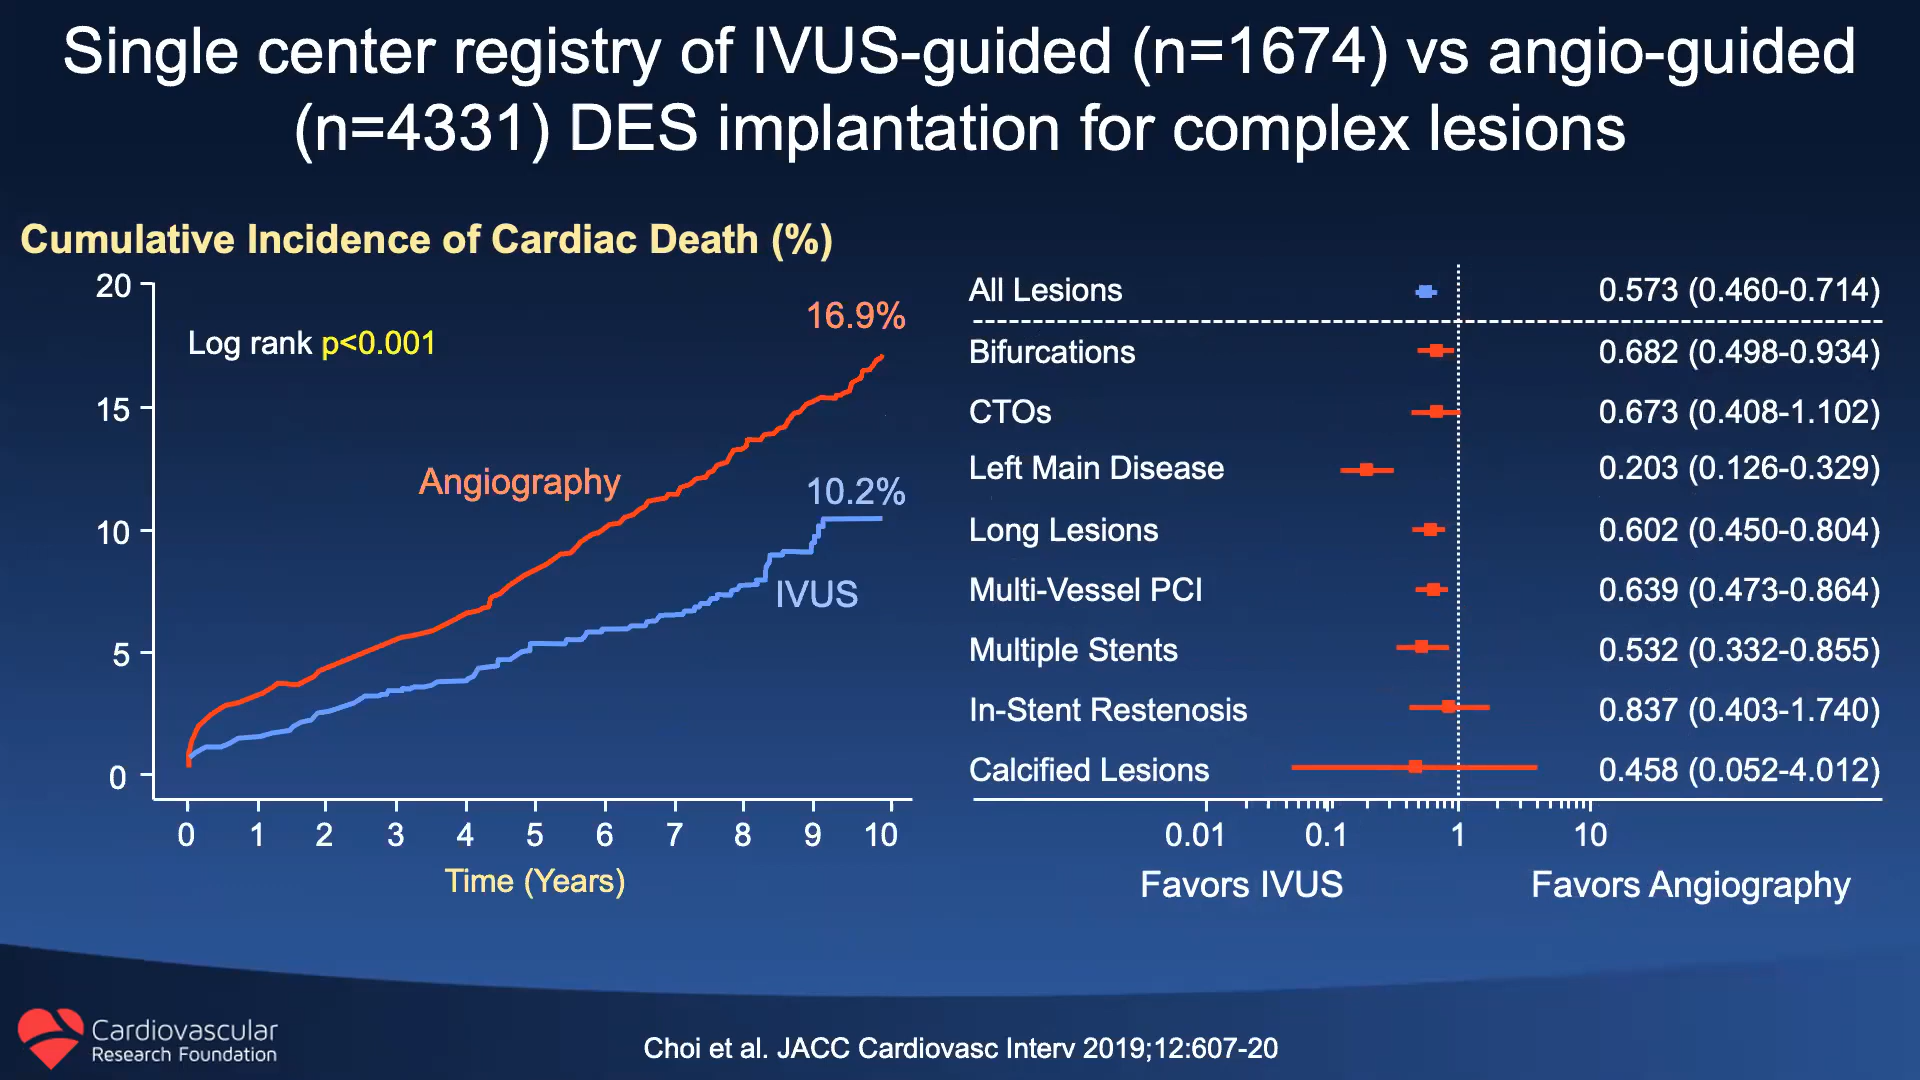 Single center registry of IVUS-guided (n=1674) vs angio-guided
(n=4331) DES implantation for complex lesions
Cumulative Incidence of Cardiac Death (%)
20
15
10
5
0
Log rank p<0.001
16.9%
Angiography
10.2%
IVUS
0 1 2 3 4 5 6 7 8 9 10
Time (Years)
All Lesions 0.573 (0.460-0.714)
Bifurcations 0.682 (0.498-0.934)
CTOs 0.673 (0.408-1.102)
Left Main Disease 0.203 (0.126-0.329)
Long Lesions 0.602 (0.450-0.804)
Multi-Vessel PCI 0.639 (0.473-0.864)
Multiple Stents 0.532 (0.332-0.855)
In-Stent Restenosis 0.837 (0.403-1.740)
Calcified Lesions 0.458 (0.052-4.012)
0.01 0.1 1 10
Favors IVUS Favors Angiography
Cardiovascular
Research Foundation
Choi et al. JACC Cardiovasc Interv 2019;12:607-20